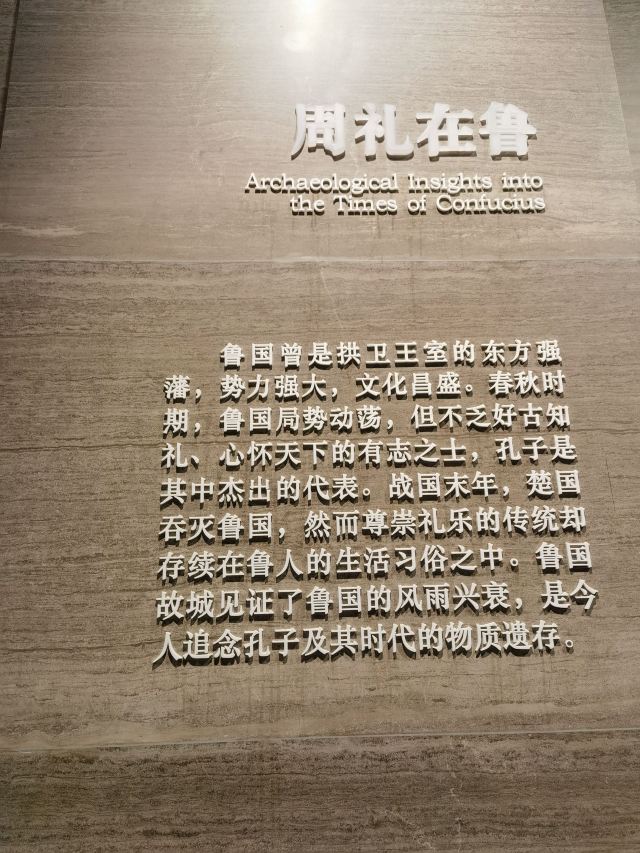 周礼在鲁
Archaeological Insights into
the Times of Confucius
鲁国曾是拱卫王室的东方强
藩，势力强大，文化昌盛。春秋时
期，鲁国局势动荡，但不乏好古知
礼、心怀天下的有志之士，孔子是
其中杰出的代表。战国末年，楚国
吞灭鲁国，然而尊崇礼乐的传统却
存续在鲁人的生活习俗之中。鲁国
故城见证了鲁国的风雨兴衰，是今
人追念孔子及其时代的物质遗存。